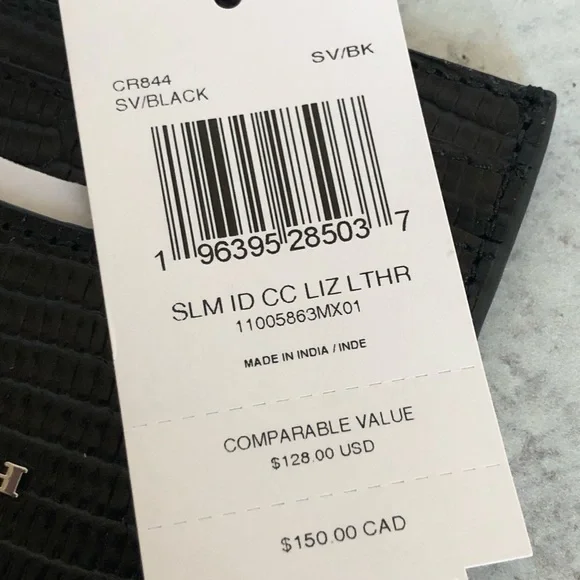 SV/BK
CR844
SV/BLACK
1 96395 28503 7
SLM ID CC LIZ LTHR
11005863MX01
MADE IN INDIA / INDE
COMPARABLE VALUE
$128.00 USD
$150.00 CAD
H